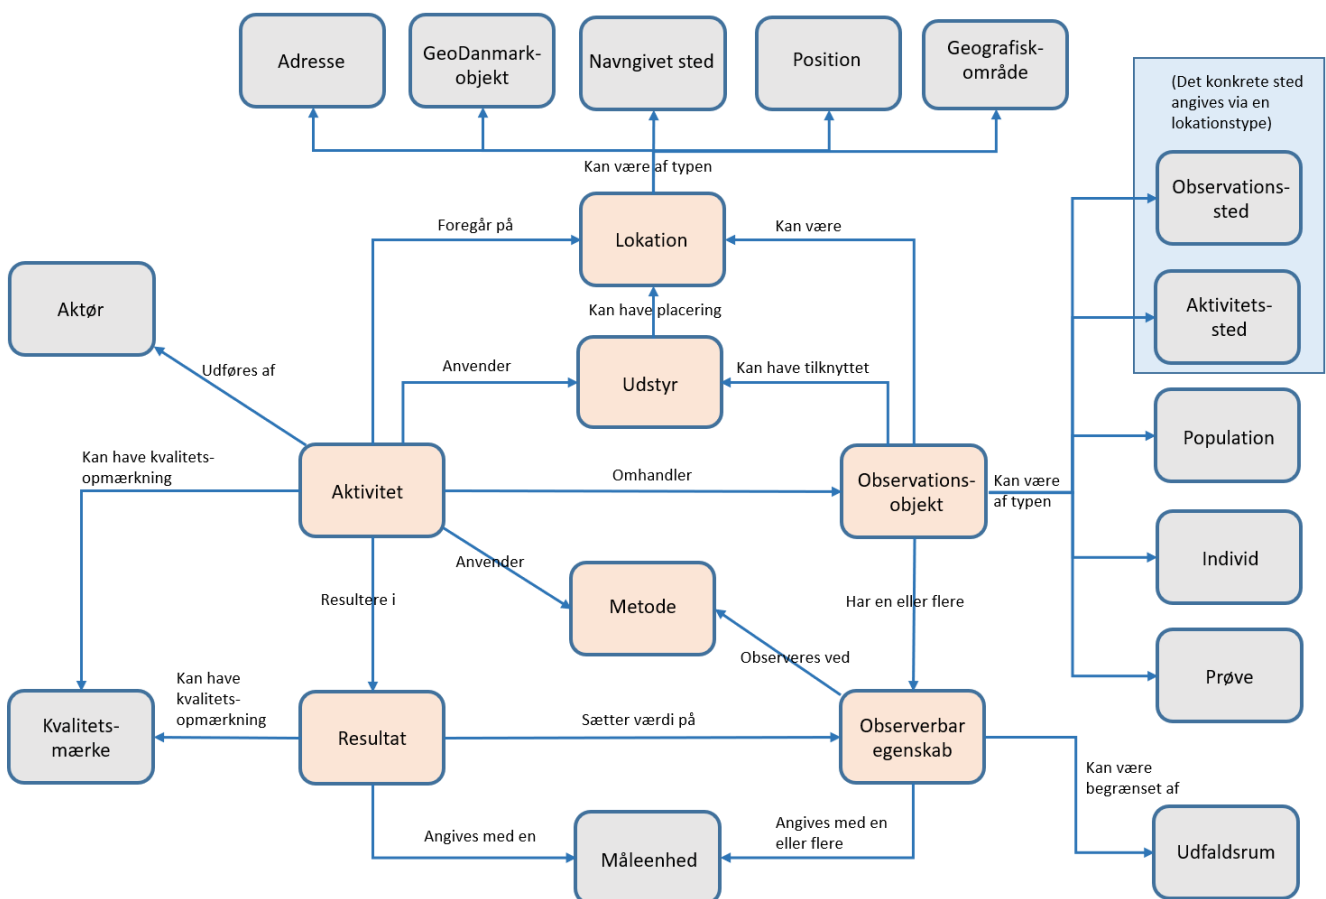 Adresse
GeoDanmark-
objekt
Navngivet sted
Position
Geografisk-
område
(Det konkrete sted
angives via en
lokationstype)
Kan være af typen
Observations-
sted
Foregår på
Lokation
Kan være
Aktør
Kan have placering
Aktivitets-
sted
Udføres af
Anvender
Udstyr
Kan have tilknyttet
Kan have kvalitets-
opmærkning
Population
Aktivitet
Omhandler
Observations-
objekt
Kan være
af typen
Anvender
Individ
Resultere i
Metode
Har en eller flere
Observeres ved
Prøve
Kan have
kvalitets-
opmærkning
Kvalitets-
mærke
Resultat
Sætter værdi på
Observerbar
egenskab
Kan være
begrænset af
Angives med en
Måleenhed
Angives med en
eller flere
Udfaldsrum